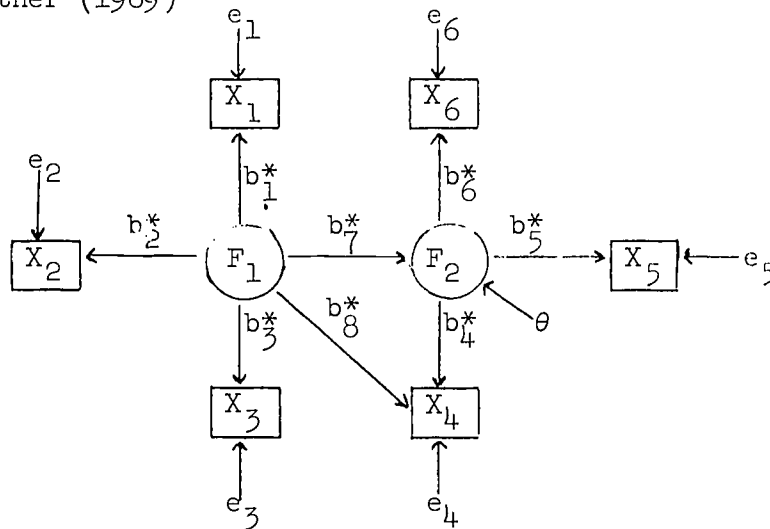 ther (1969)
e1 e6
X1 X6
e2 b*1 b*6
b*2 b*7 b*5
X2 F1 F2 X5 e5
b*3 b*8 b*4 θ
X3 X4
e3 e4